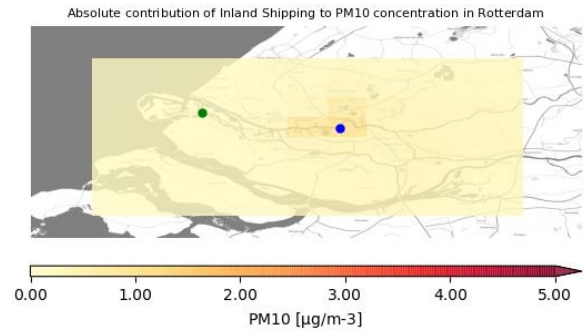 Absolute contribution of Inland Shipping to PM10 concentration in Rotterdam
0.00 1.00 2.00 3.00 4.00 5.00
PM10 [µg/m-3]